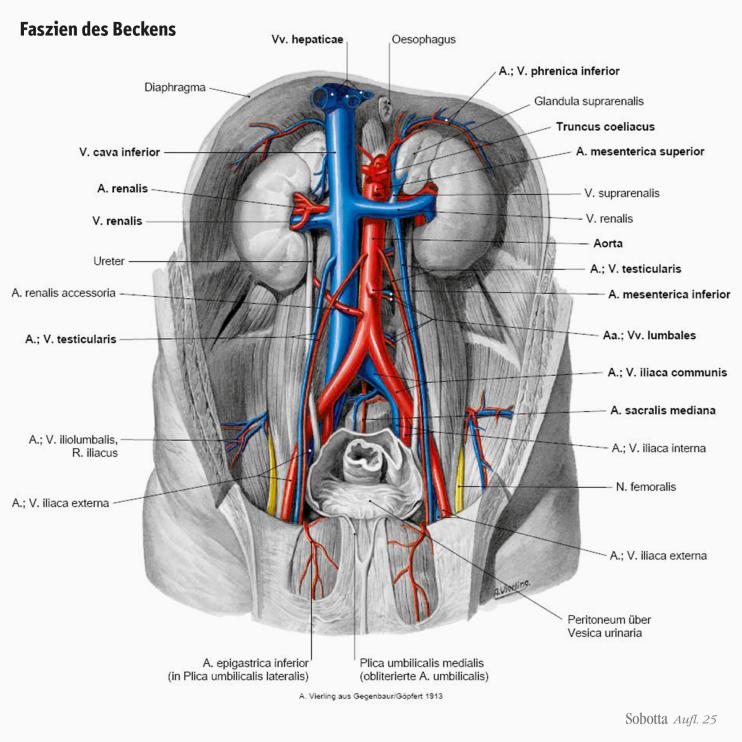 Faszien des Beckens
Vv. hepaticae
Oesophagus
A.; V. phrenica inferior
Diaphragma
Glandula suprarenalis
Truncus coeliacus
V. cava inferior
A. mesenterica superior
A. renalis
V. suprarenalis
V. renalis
V. renalis
Aorta
Ureter
A.; V. testicularis
A. renalis accessoria
A. mesenterica inferior
A.; V. testicularis
Aa.; Vv. lumbales
A.; V. iliaca communis
A. sacralis mediana
A.; V. iliolumbalis,
R. iliacus
A.; V. iliaca interna
N. femoralis
A.; V. iliaca externa
A.; V. iliaca externa
A. Vierling.
Peritoneum über
Vesica urinaria
A. epigastrica inferior
(in Plica umbilicalis lateralis)
Plica umbilicalis medialis
(obliterierte A. umbilicalis)
A. Vierling aus Gegenbaur/Göpfert 1913
Sobotta Aufl. 25